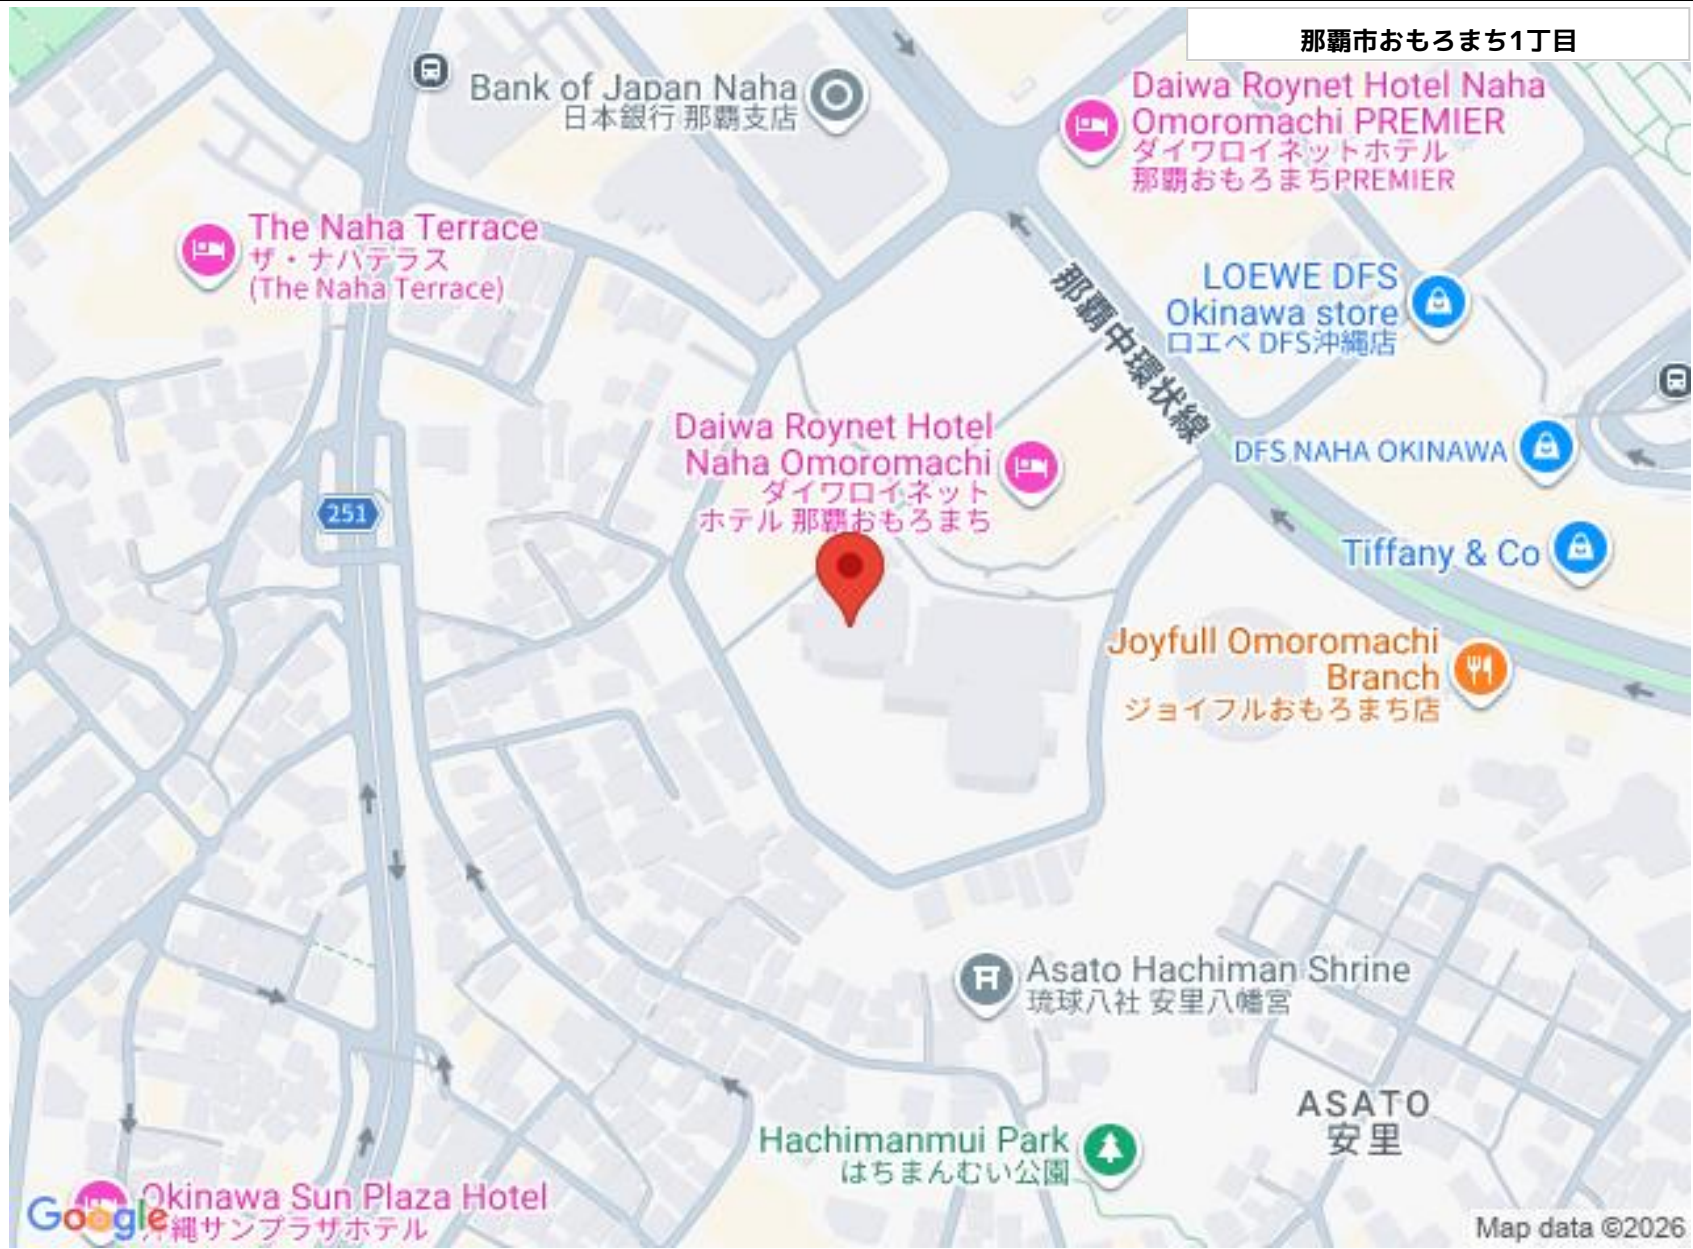 那覇市おもろまち1丁目
Bank of Japan Naha
日本銀行 那覇支店
Daiwa Roynet Hotel Naha
Omoromachi PREMIER
ダイワロイネットホテル
那覇おもろまちPREMIER
The Naha Terrace
ザ・ナハテラス
(The Naha Terrace)
LOEWE DFS
Okinawa store
ロエベ DFS沖縄店
那覇中環状線
Daiwa Roynet Hotel
Naha Omoromachi
ダイワロイネット
ホテル 那覇おもろまち
DFS NAHA OKINAWA
251
Tiffany & Co
Joyfull Omoromachi
Branch
ジョイフルおもろまち店
Asato Hachiman Shrine
琉球八社 安里八幡宮
ASATO
安里
Hachimanmui Park
はちまんむい公園
Okinawa Sun Plaza Hotel
沖縄サンプラザホテル
Google
Map data ©2026